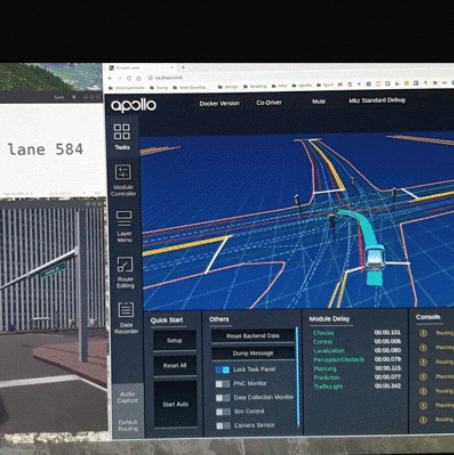 lane 584
apollo
Docker Version
Co-Driver
Mute
Mkz Standard Debug
Tasks
Module
Controller
Layer
Menu
Route
Editing
Data
Recorder
Audio
Capture
Default
Routing
Quick Start
Setup
Reset All
Start Auto
Others
Reset Backend Data
Dump Message
Lock Task Panel
PNC Monitor
Data Collection Monitor
Sim Control
Camera Sensor
Module Delay
Chassis 00:00.101
Control 00:00.008
Localization 00:00.080
PerceptionObstacle 00:00.079
Planning 00:00.115
Prediction 00:00.077
TrafficLight 00:00.342
Console
Routing
Planning
Routing
Planning